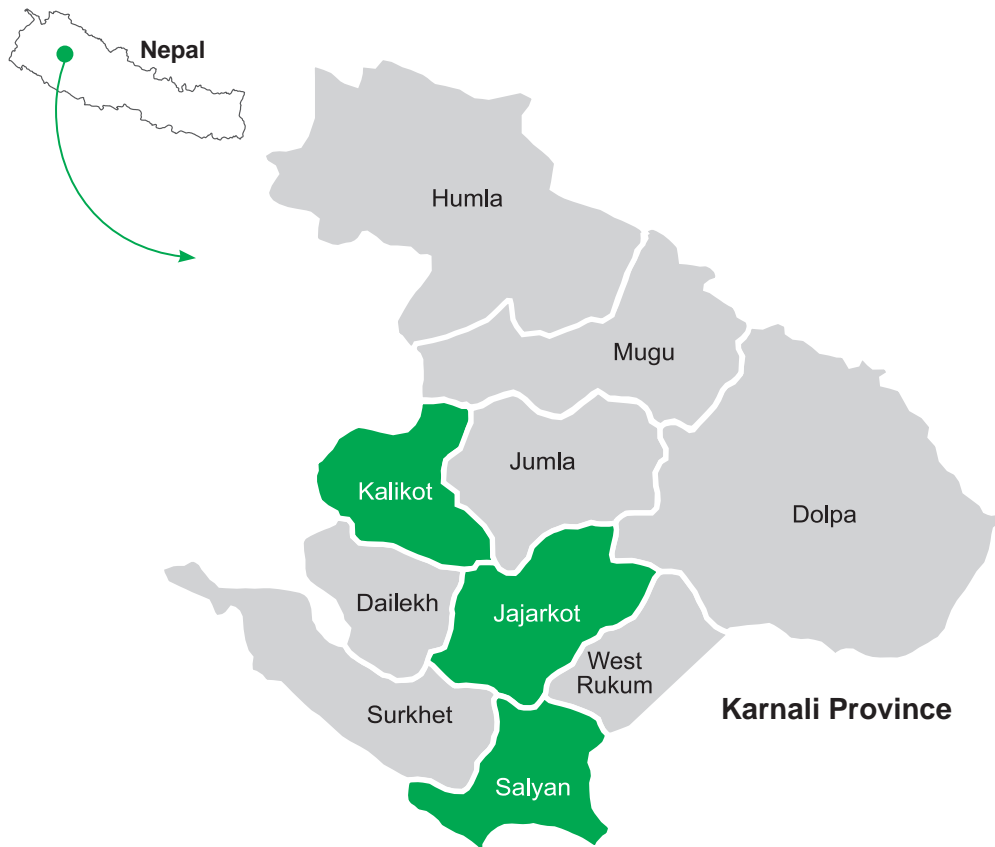 Nepal
Humla
Mugu
Jumla
Kalikot
Dolpa
Dailekh
Jajarkot
West
Rukum
Surkhet
Karnali Province
Salyan